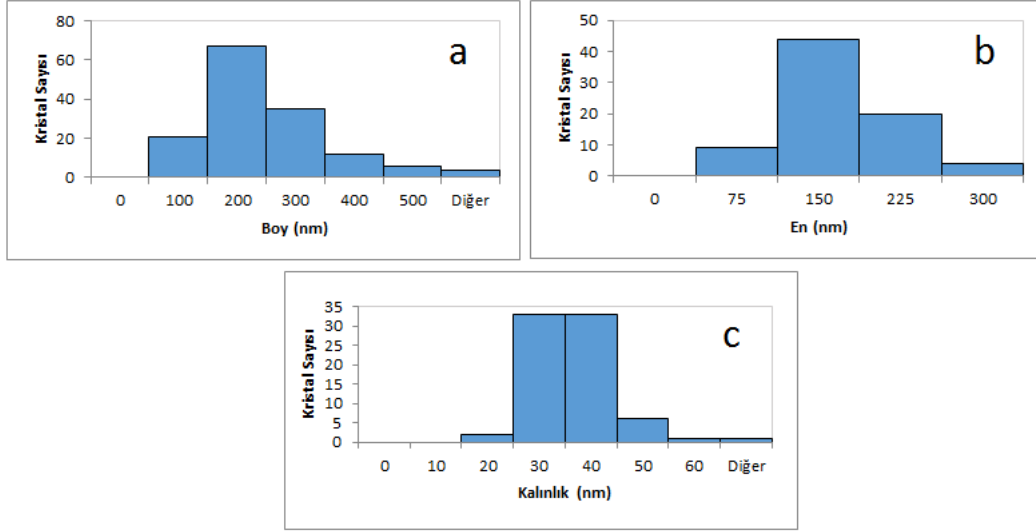 a
Kristal Sayısı
80
60
40
20
0
0 100 200 300 400 500 Diğer
Boy (nm)
b
Kristal Sayısı
50
40
30
20
10
0
0 75 150 225 300
En (nm)
c
Kristal Sayısı
35
30
25
20
15
10
5
0
0 10 20 30 40 50 60 Diğer
Kalınlık (nm)